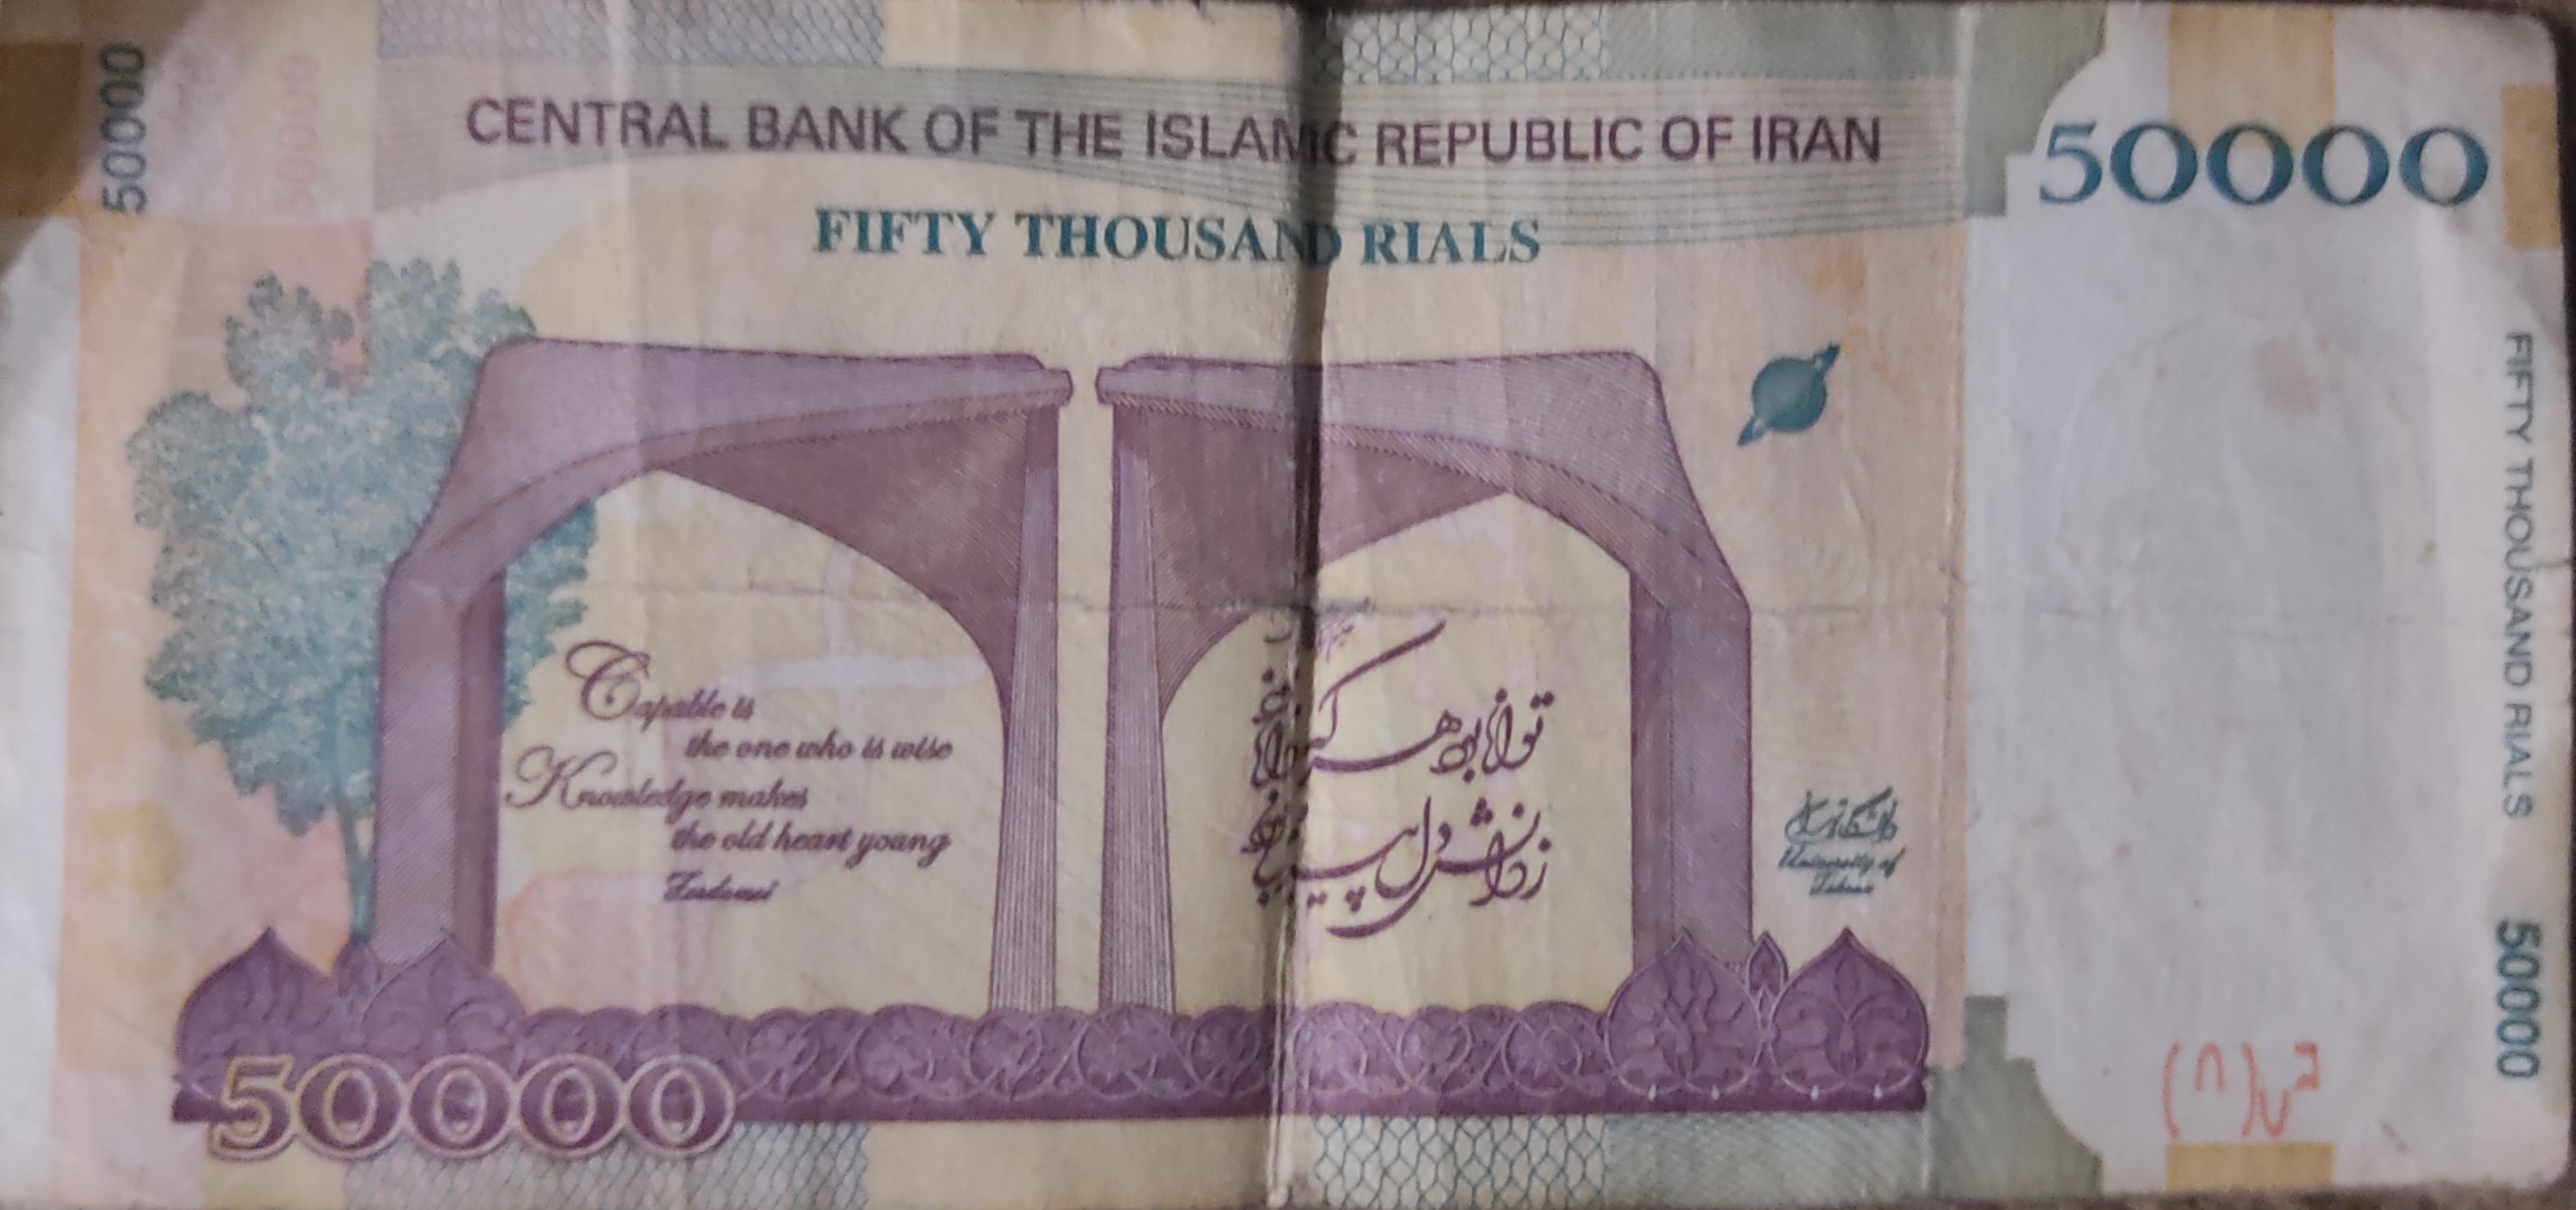 50000
CENTRAL BANK OF THE ISLAMIC REPUBLIC OF IRAN
50000
FIFTY THOUSAND RIALS
Capable is
the one who is wise
Knowledge makes
the old heart young
Ferdowsi
توانا بود هر که دانا بود
ز دانش دل پیر برنا بود
دانشگاه تهران
University of
Tehran
50000
FIFTY THOUSAND RIALS 50000